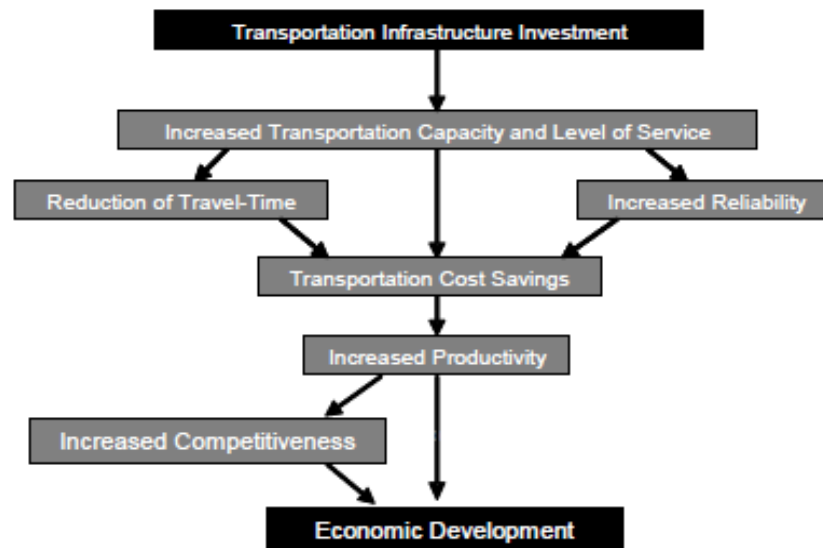 Transportation Infrastructure Investment
Increased Transportation Capacity and Level of Service
Reduction of Travel-Time
Increased Reliability
Transportation Cost Savings
Increased Productivity
Increased Competitiveness
Economic Development